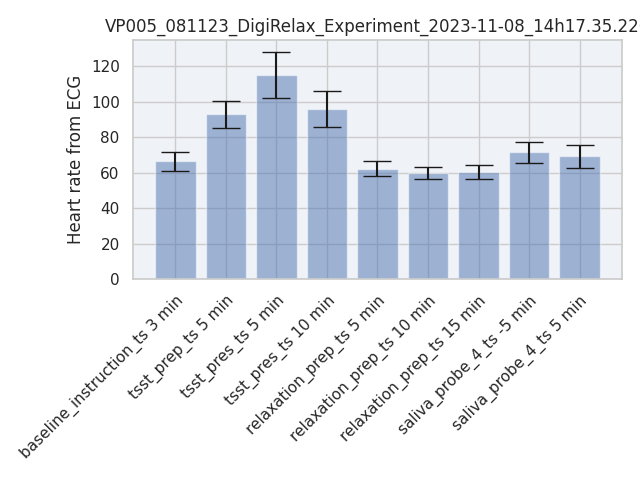 VP005_081123_DigiRelax_Experiment_2023-11-08_14h17.35.22
Heart rate from ECG
120
100
80
60
40
20
0
baseline_instruction_ts 3 min
tsst_prep_ts 5 min
tsst_pres_ts 5 min
tsst_pres_ts 10 min
relaxation_prep_ts 5 min
relaxation_prep_ts 10 min
relaxation_prep_ts 15 min
saliva_probe_4_ts -5 min
saliva_probe_4_ts 5 min